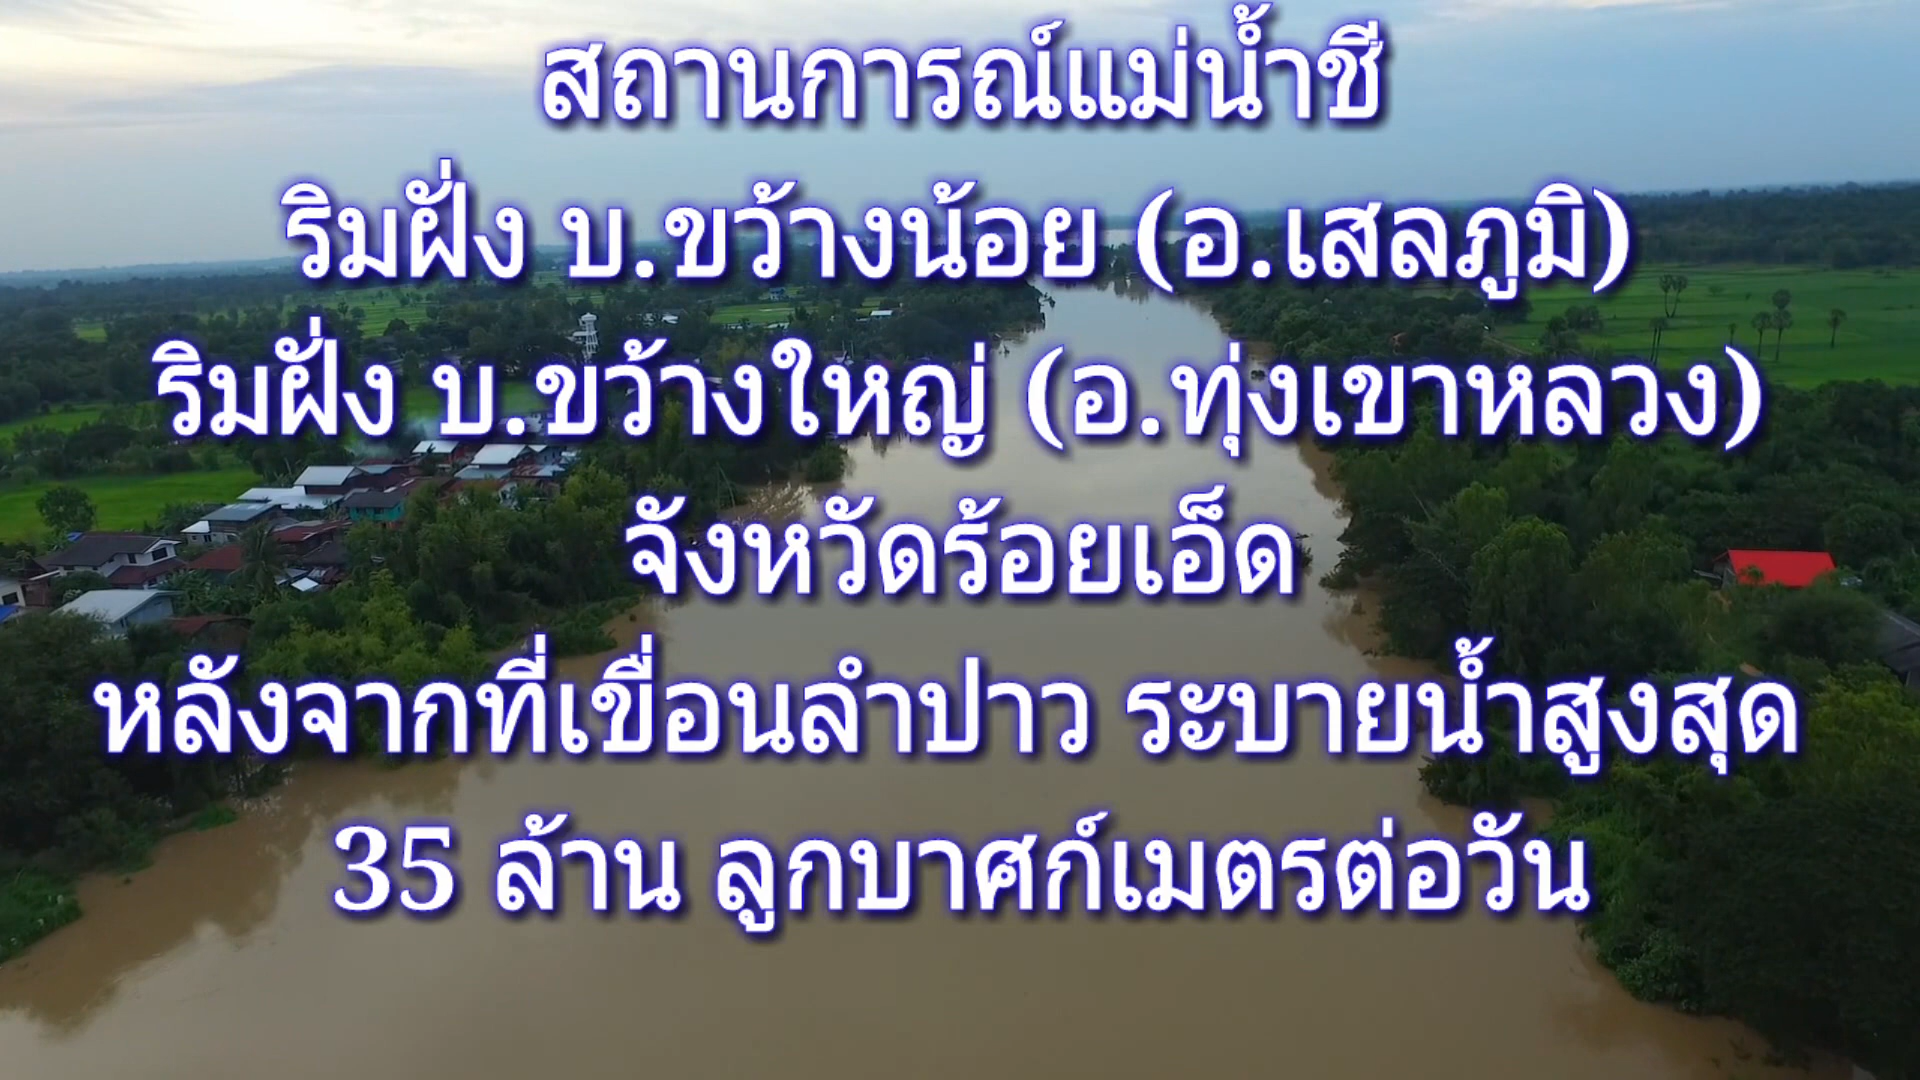 สถานการณ์แม่น้ำชี
ริมฝั่ง บ.ขว้างน้อย (อ.เสลภูมิ)
ริมฝั่ง บ.ขว้างใหญ่ (อ.ทุ่งเขาหลวง)
จังหวัดร้อยเอ็ด
หลังจากที่เขื่อนลำปาว ระบายน้ำสูงสุด
35 ล้าน ลูกบาศก์เมตรต่อวัน